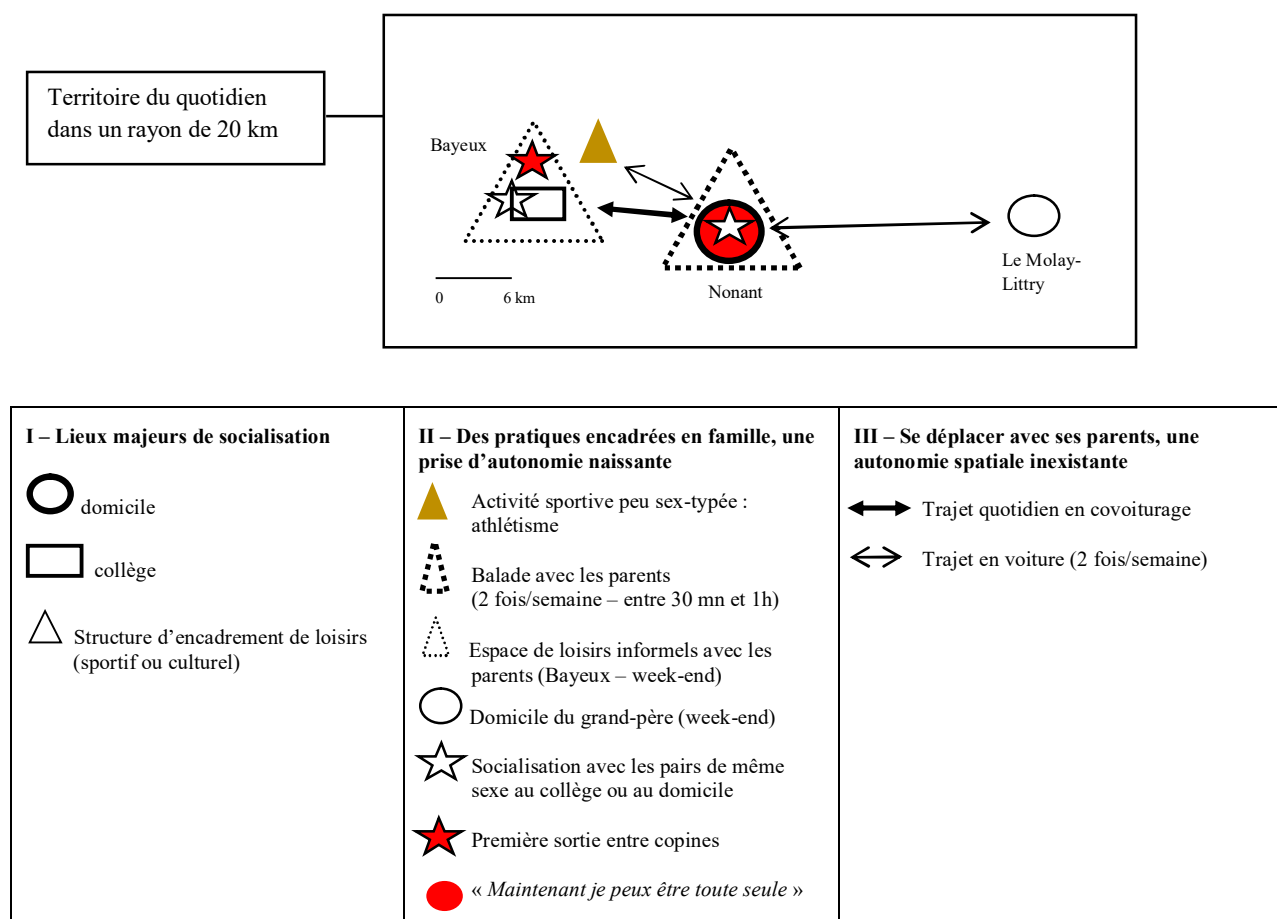 Territoire du quotidien
dans un rayon de 20 km
Bayeux
0 6 km
Nonant
Le Molay-
Littry
I – Lieux majeurs de socialisation
domicile
collège
Structure d'encadrement de loisirs
(sportif ou culturel)
II – Des pratiques encadrées en famille, une
prise d'autonomie naissante
Activité sportive peu sex-typée :
athlétisme
Balade avec les parents
(2 fois/semaine – entre 30 mn et 1h)
Espace de loisirs informels avec les
parents (Bayeux – week-end)
Domicile du grand-père (week-end)
Socialisation avec les pairs de même
sexe au collège ou au domicile
Première sortie entre copines
« Maintenant je peux être toute seule »
III – Se déplacer avec ses parents, une
autonomie spatiale inexistante
Trajet quotidien en covoiturage
Trajet en voiture (2 fois/semaine)